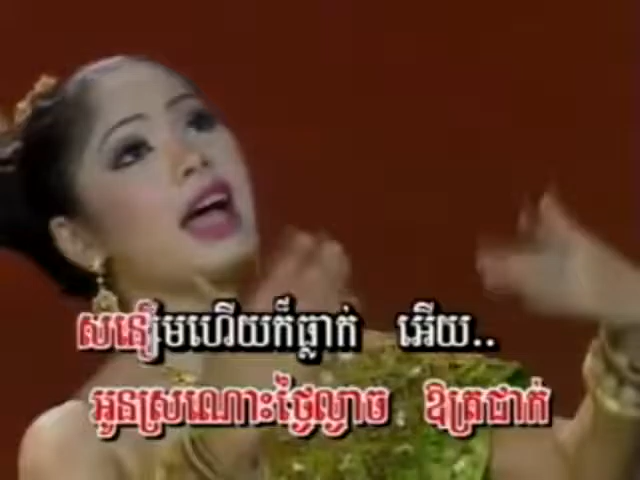 សន្សើមហើយក៏ធ្លាក់ អើយ..
អូនស្រណោះថ្ងៃល្ងាច ឱត្រជាក់